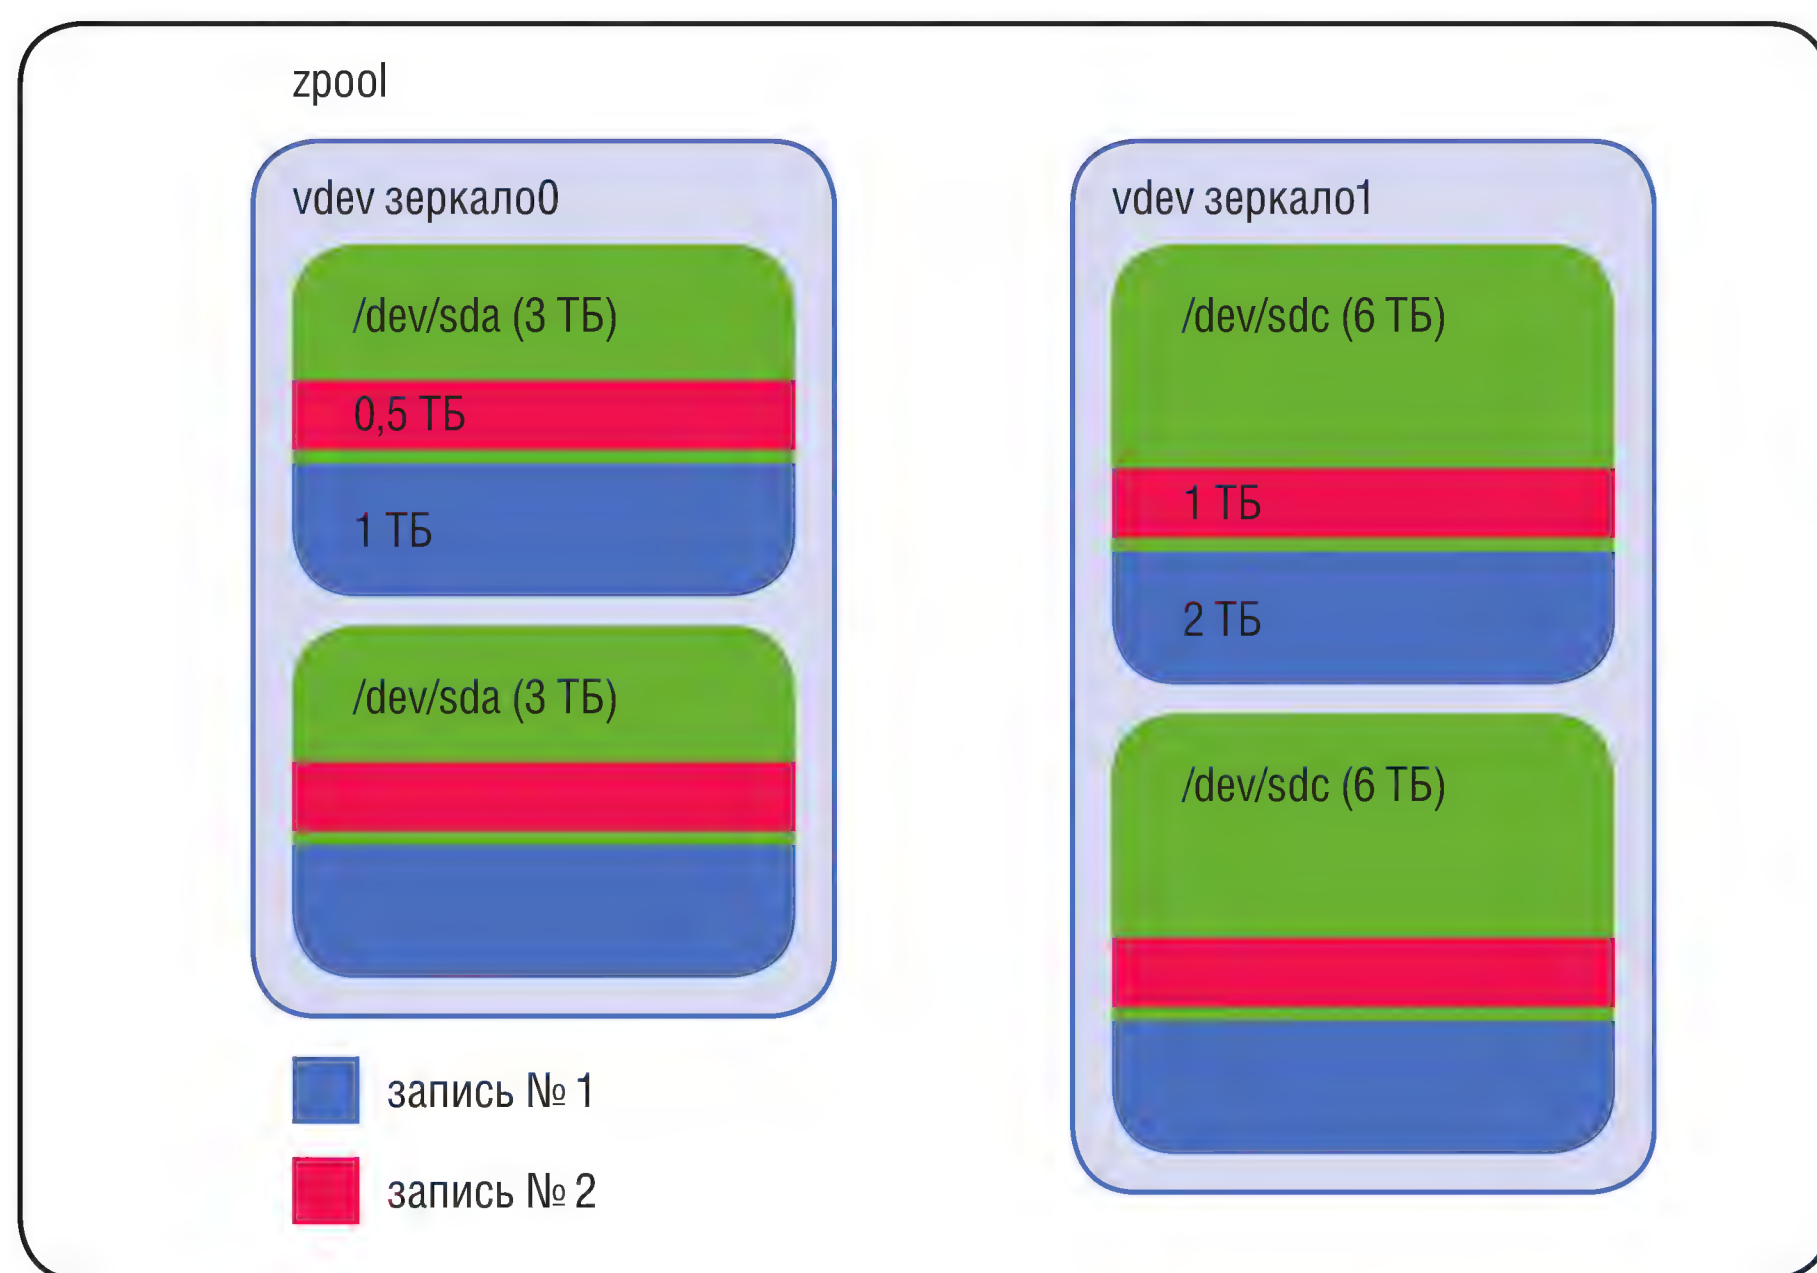 zpool
vdev зеркало0
/dev/sda (3 ТБ)
0,5 ТБ
1 ТБ
/dev/sda (3 ТБ)
vdev зеркало1
/dev/sdc (6 ТБ)
1 ТБ
2 ТБ
/dev/sdc (6 ТБ)
запись № 1
запись № 2